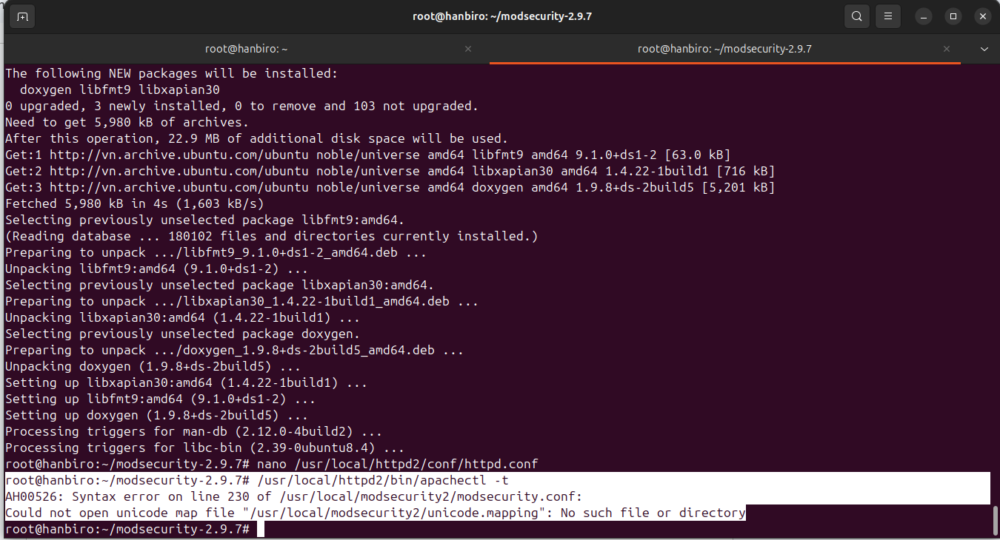 root@hanbiro: ~/modsecurity-2.9.7
root@hanbiro: ~
root@hanbiro: ~/modsecurity-2.9.7
The following NEW packages will be installed:
  doxygen libfmt9 libxapian30
0 upgraded, 3 newly installed, 0 to remove and 103 not upgraded.
Need to get 5,980 kB of archives.
After this operation, 22.9 MB of additional disk space will be used.
Get:1 http://vn.archive.ubuntu.com/ubuntu noble/universe amd64 libfmt9 amd64 9.1.0+ds1-2 [63.0 kB]
Get:2 http://vn.archive.ubuntu.com/ubuntu noble/universe amd64 libxapian30 amd64 1.4.22-1build1 [716 kB]
Get:3 http://vn.archive.ubuntu.com/ubuntu noble/universe amd64 doxygen amd64 1.9.8+ds-2build5 [5,201 kB]
Fetched 5,980 kB in 4s (1,603 kB/s)
Selecting previously unselected package libfmt9:amd64.
(Reading database ... 180102 files and directories currently installed.)
Preparing to unpack .../libfmt9_9.1.0+ds1-2_amd64.deb ...
Unpacking libfmt9:amd64 (9.1.0+ds1-2) ...
Selecting previously unselected package libxapian30:amd64.
Preparing to unpack .../libxapian30_1.4.22-1build1_amd64.deb ...
Unpacking libxapian30:amd64 (1.4.22-1build1) ...
Selecting previously unselected package doxygen.
Preparing to unpack .../doxygen_1.9.8+ds-2build5_amd64.deb ...
Unpacking doxygen (1.9.8+ds-2build5) ...
Setting up libxapian30:amd64 (1.4.22-1build1) ...
Setting up libfmt9:amd64 (9.1.0+ds1-2) ...
Setting up doxygen (1.9.8+ds-2build5) ...
Processing triggers for man-db (2.12.0-4build2) ...
Processing triggers for libc-bin (2.39-0ubuntu8.4) ...
root@hanbiro:~/modsecurity-2.9.7# nano /usr/local/httpd2/conf/httpd.conf
root@hanbiro:~/modsecurity-2.9.7# /usr/local/httpd2/bin/apachectl -t
AH00526: Syntax error on line 230 of /usr/local/modsecurity2/modsecurity.conf:
Could not open unicode map file "/usr/local/modsecurity2/unicode.mapping": No such file or directory
root@hanbiro:~/modsecurity-2.9.7#